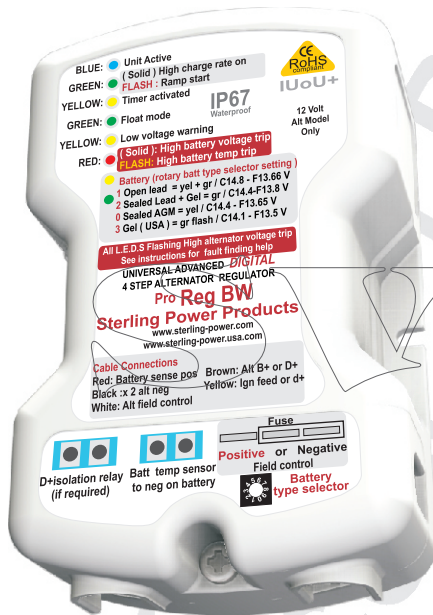 BLUE: Unit Active
GREEN: ( Solid ) High charge rate on
FLASH : Ramp start
YELLOW: Timer activated
GREEN: Float mode
YELLOW: Low voltage warning
RED: ( Solid ): High battery voltage trip
FLASH: High battery temp trip
CE
RoHS
compliant
IUoU+
IP67
Waterproof
12 Volt
Alt Model
Only
Battery (rotary batt type selector setting )
1 Open lead = yel + gr / C14.8 - F13.66 V
2 Sealed Lead + Gel = gr / C14.4-F13.8 V
0 Sealed AGM = yel / C14.4 - F13.65 V
3 Gel ( USA ) = gr flash / C14.1 - F13.5 V
All L.E.D.S Flashing High alternator voltage trip
See instructions for fault finding help
UNIVERSAL ADVANCED DIGITAL
4 STEP ALTERNATOR REGULATOR
Pro Reg BW
Sterling Power Products
www.sterling-power.com
www.sterling-power.usa.com
Cable Connections
Red: Battery sense pos
Black :x 2 alt neg
White: Alt field control
Brown: Alt B+ or D+
Yellow: Ign feed or d+
D+isolation relay
(if required)
Batt temp sensor
to neg on battery
Fuse
Positive or Negative
Field control
Battery
type selector